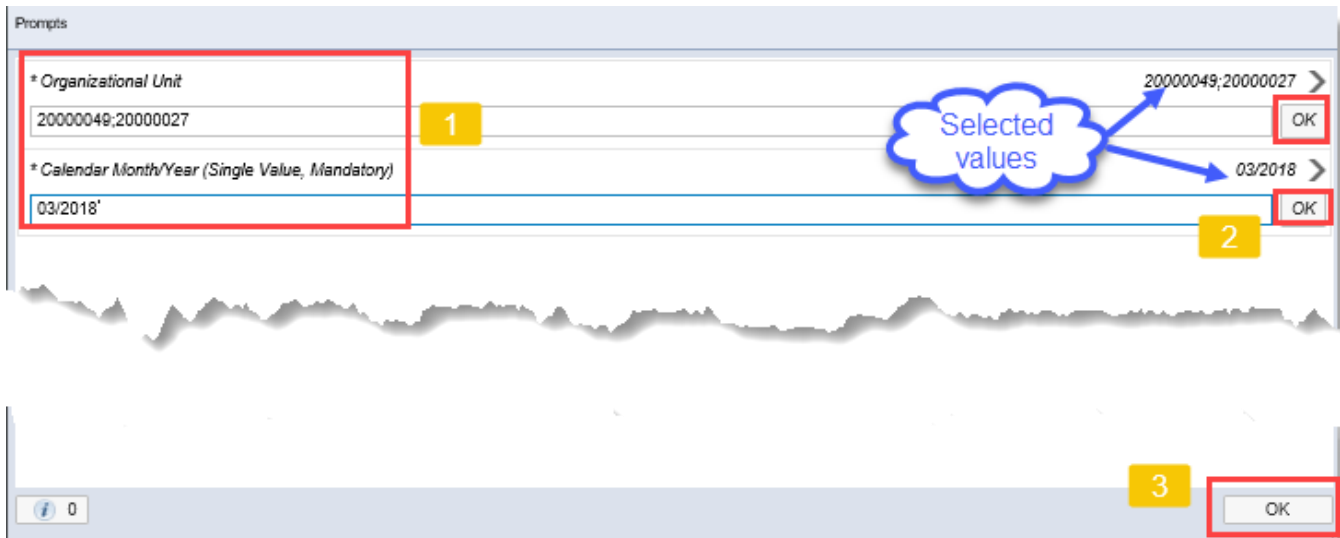 Prompts
* Organizational Unit
20000049;20000027
20000049;20000027
1
OK
Selected
values
* Calendar Month/Year (Single Value, Mandatory)
03/2018
03/2018'
OK
2
3
0
OK